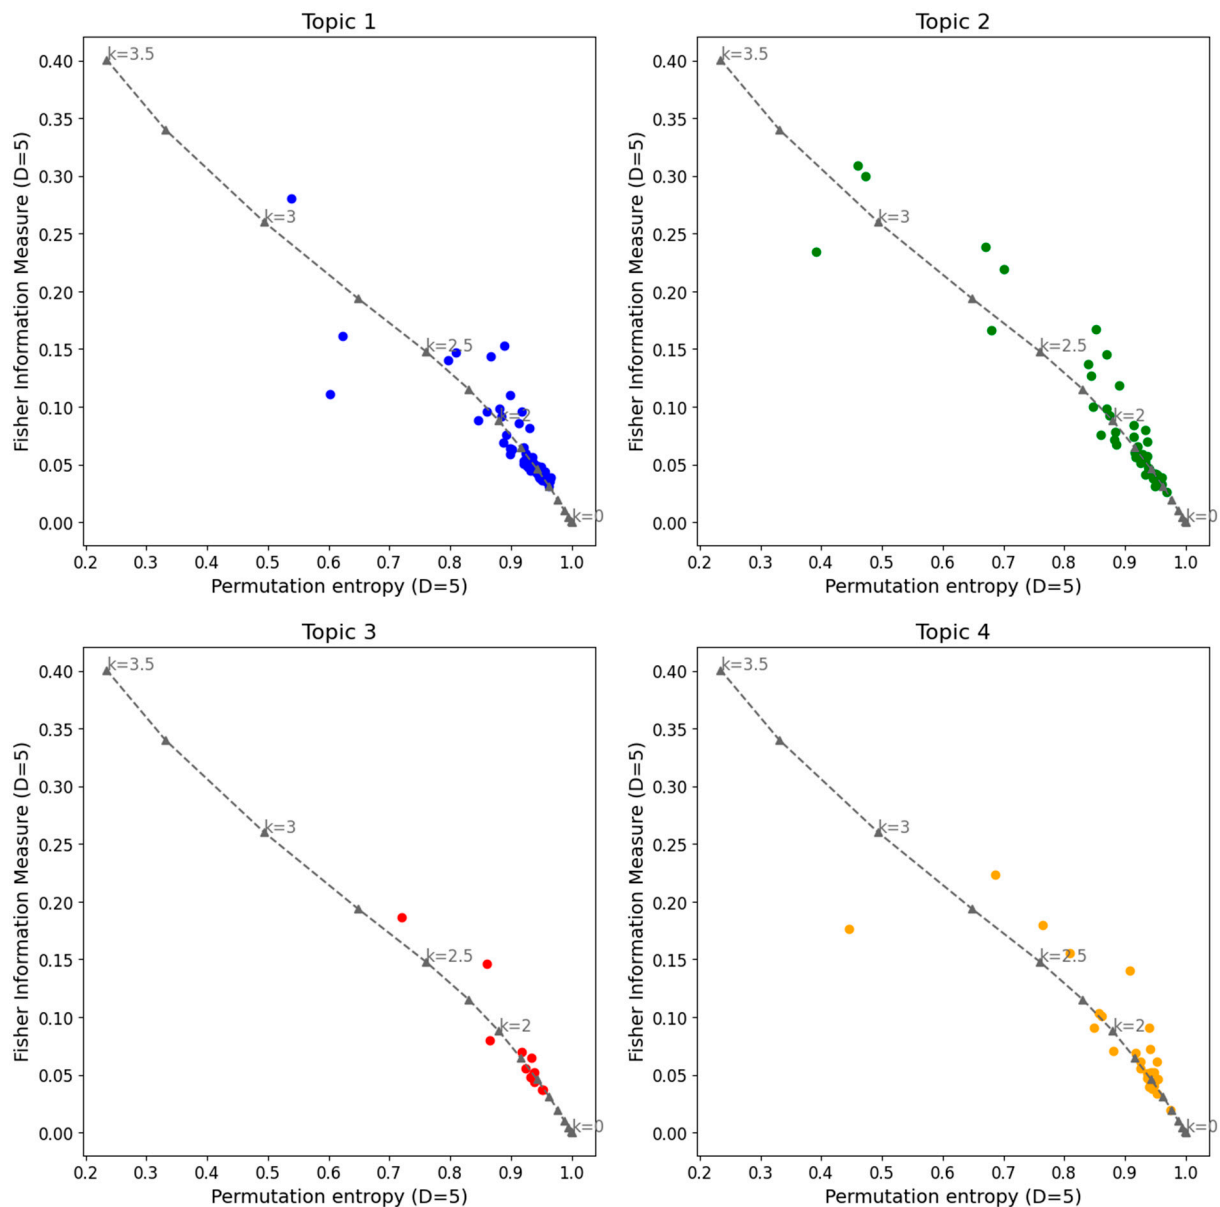 Topic 1
Fisher Information Measure (D=5)
0.40
0.35
0.30
0.25
0.20
0.15
0.10
0.05
0.00
k=3.5
k=3
k=2.5
k=2
k=0
0.2 0.3 0.4 0.5 0.6 0.7 0.8 0.9 1.0
Permutation entropy (D=5)
Topic 2
Fisher Information Measure (D=5)
0.40
0.35
0.30
0.25
0.20
0.15
0.10
0.05
0.00
k=3.5
k=3
k=2.5
k=2
k=0
0.2 0.3 0.4 0.5 0.6 0.7 0.8 0.9 1.0
Permutation entropy (D=5)
Topic 3
Fisher Information Measure (D=5)
0.40
0.35
0.30
0.25
0.20
0.15
0.10
0.05
0.00
k=3.5
k=3
k=2.5
k=2
k=0
0.2 0.3 0.4 0.5 0.6 0.7 0.8 0.9 1.0
Permutation entropy (D=5)
Topic 4
Fisher Information Measure (D=5)
0.40
0.35
0.30
0.25
0.20
0.15
0.10
0.05
0.00
k=3.5
k=3
k=2.5
k=2
k=0
0.2 0.3 0.4 0.5 0.6 0.7 0.8 0.9 1.0
Permutation entropy (D=5)